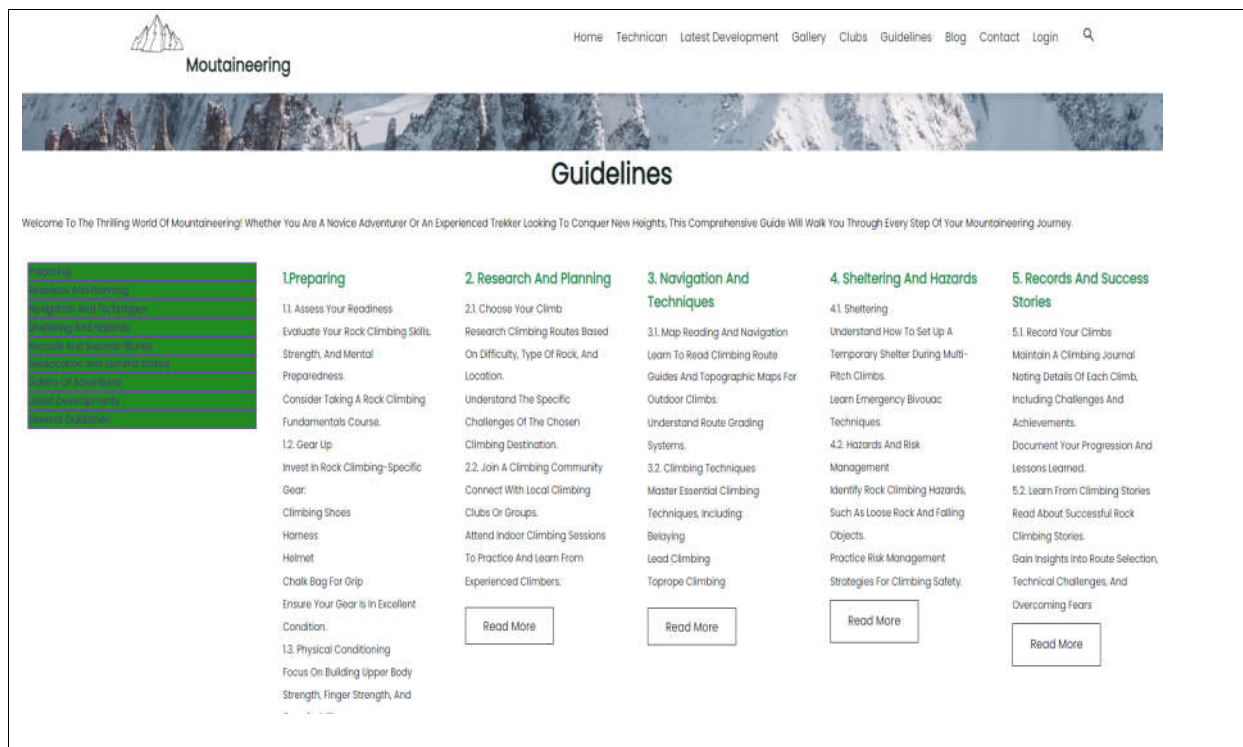 Moutaineering
Home Technican Latest Development Gallery Clubs Guidelines Blog Contact Login
Guidelines
Welcome To The Thrilling World Of Mountaineering! Whether You Are A Novice Adventurer Or An Experienced Trekker Looking To Conquer New Heights, This Comprehensive Guide Will Walk You Through Every Step Of Your Mountaineering Journey.
Preparing
Research And Planning
Navigation And Techniques
Sheltering And Hazards
Records And Success Stories
Geolocation And Summit Listing
Gallery Of Adventures
Latest Developments
General Guidelines
1.Preparing
1.1. Assess Your Readiness
Evaluate Your Rock Climbing Skills,
Strength, And Mental
Preparedness.
Consider Taking A Rock Climbing
Fundamentals Course.
1.2. Gear Up
Invest In Rock Climbing-Specific
Gear:
Climbing Shoes
Harness
Helmet
Chalk Bag For Grip
Ensure Your Gear Is In Excellent
Condition.
1.3. Physical Conditioning
Focus On Building Upper Body
Strength, Finger Strength, And
2. Research And Planning
2.1. Choose Your Climb
Research Climbing Routes Based
On Difficulty, Type Of Rock, And
Location.
Understand The Specific
Challenges Of The Chosen
Climbing Destination.
2.2. Join A Climbing Community
Connect With Local Climbing
Clubs Or Groups.
Attend Indoor Climbing Sessions
To Practice And Learn From
Experienced Climbers.
Read More
3. Navigation And
Techniques
3.1. Map Reading And Navigation
Learn To Read Climbing Route
Guides And Topographic Maps For
Outdoor Climbs.
Understand Route Grading
Systems.
3.2. Climbing Techniques
Master Essential Climbing
Techniques, Including:
Belaying
Lead Climbing
Toprope Climbing
Read More
4. Sheltering And Hazards
4.1. Sheltering
Understand How To Set Up A
Temporary Shelter During Multi-
Pitch Climbs.
Learn Emergency Bivouac
Techniques.
4.2. Hazards And Risk
Management
Identify Rock Climbing Hazards,
Such As Loose Rock And Falling
Objects.
Practice Risk Management
Strategies For Climbing Safety.
Read More
5. Records And Success
Stories
5.1. Record Your Climbs
Maintain A Climbing Journal
Noting Details Of Each Climb,
Including Challenges And
Achievements.
Document Your Progression And
Lessons Learned.
5.2. Learn From Climbing Stories
Read About Successful Rock
Climbing Stories.
Gain Insights Into Route Selection,
Technical Challenges, And
Overcoming Fears
Read More